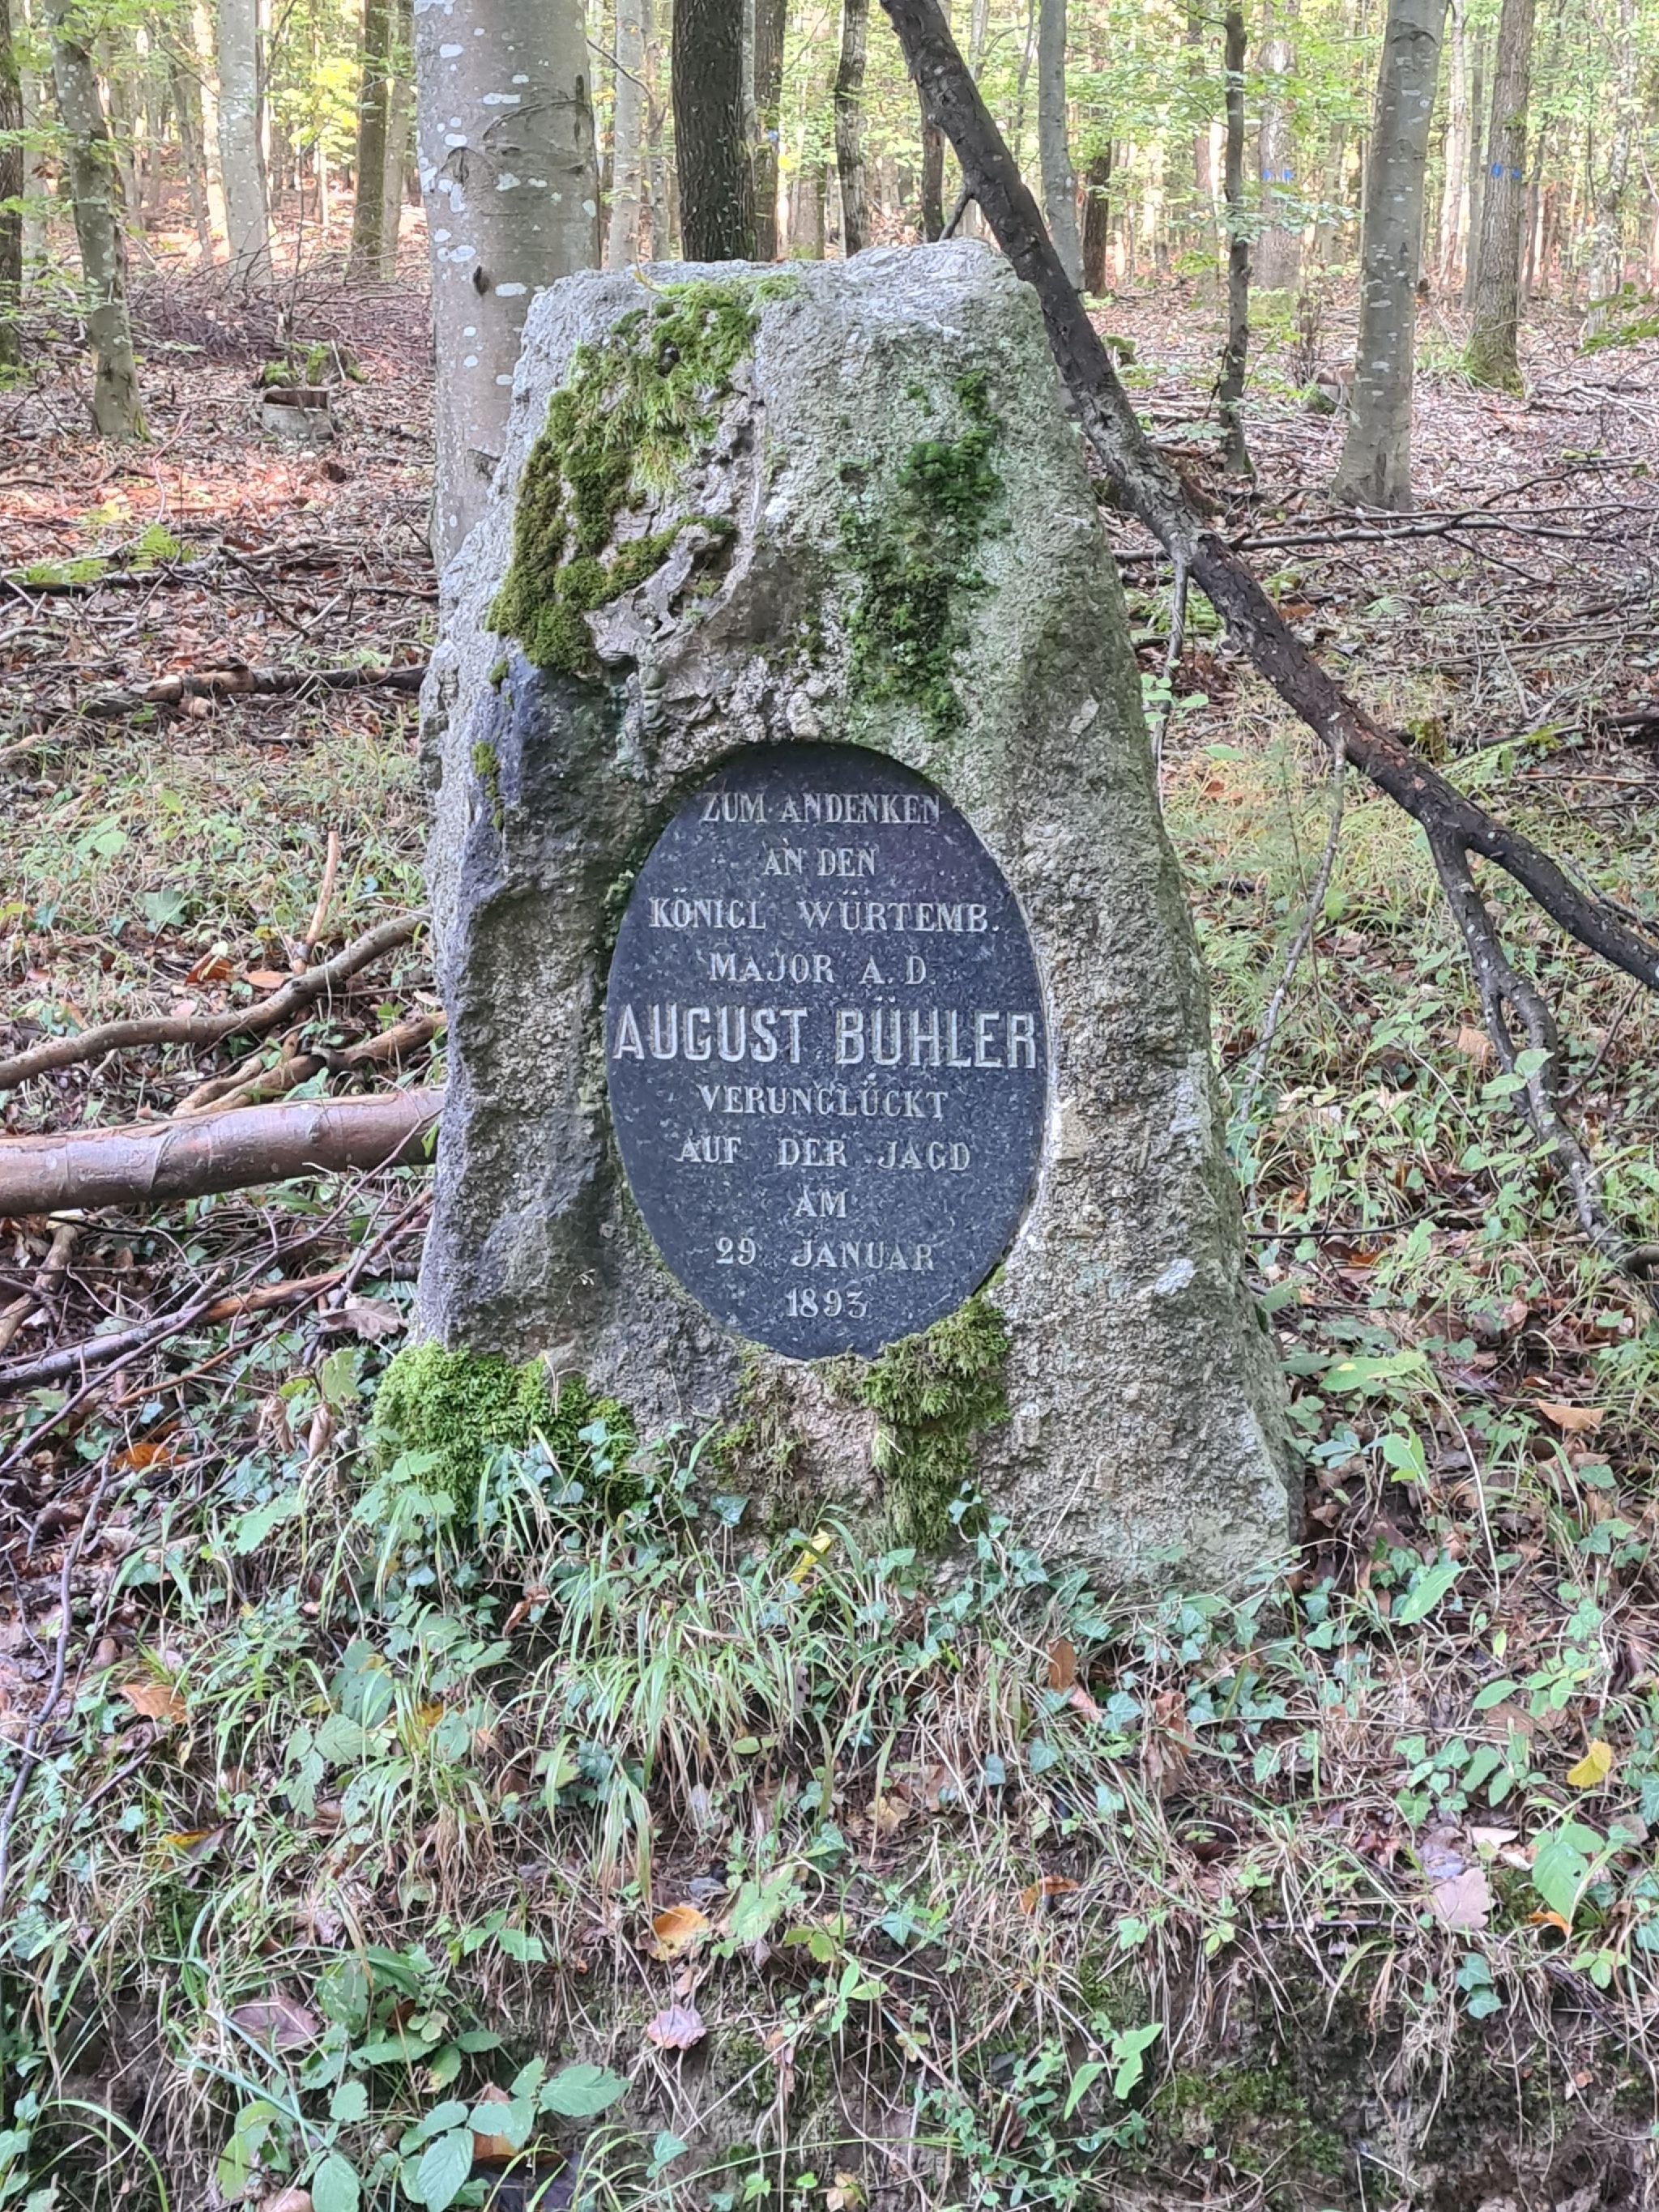 ZUM ANDENKEN
AN DEN
KÖNIGL WÜRTEMB.
MAJOR A. D.
AUGUST BÜHLER
VERUNGLÜCKT
AUF DER JAGD
AM
29 JANUAR
1893